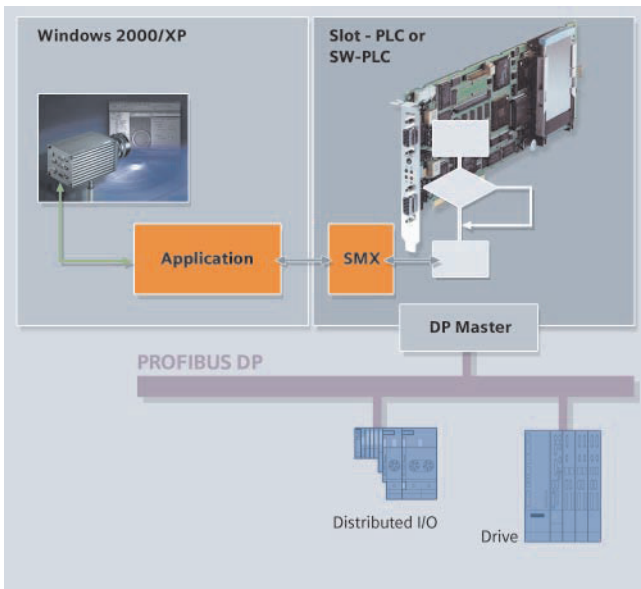 Windows 2000/XP
Slot - PLC or
SW-PLC
Application
SMX
DP Master
PROFIBUS DP
Distributed I/O
Drive